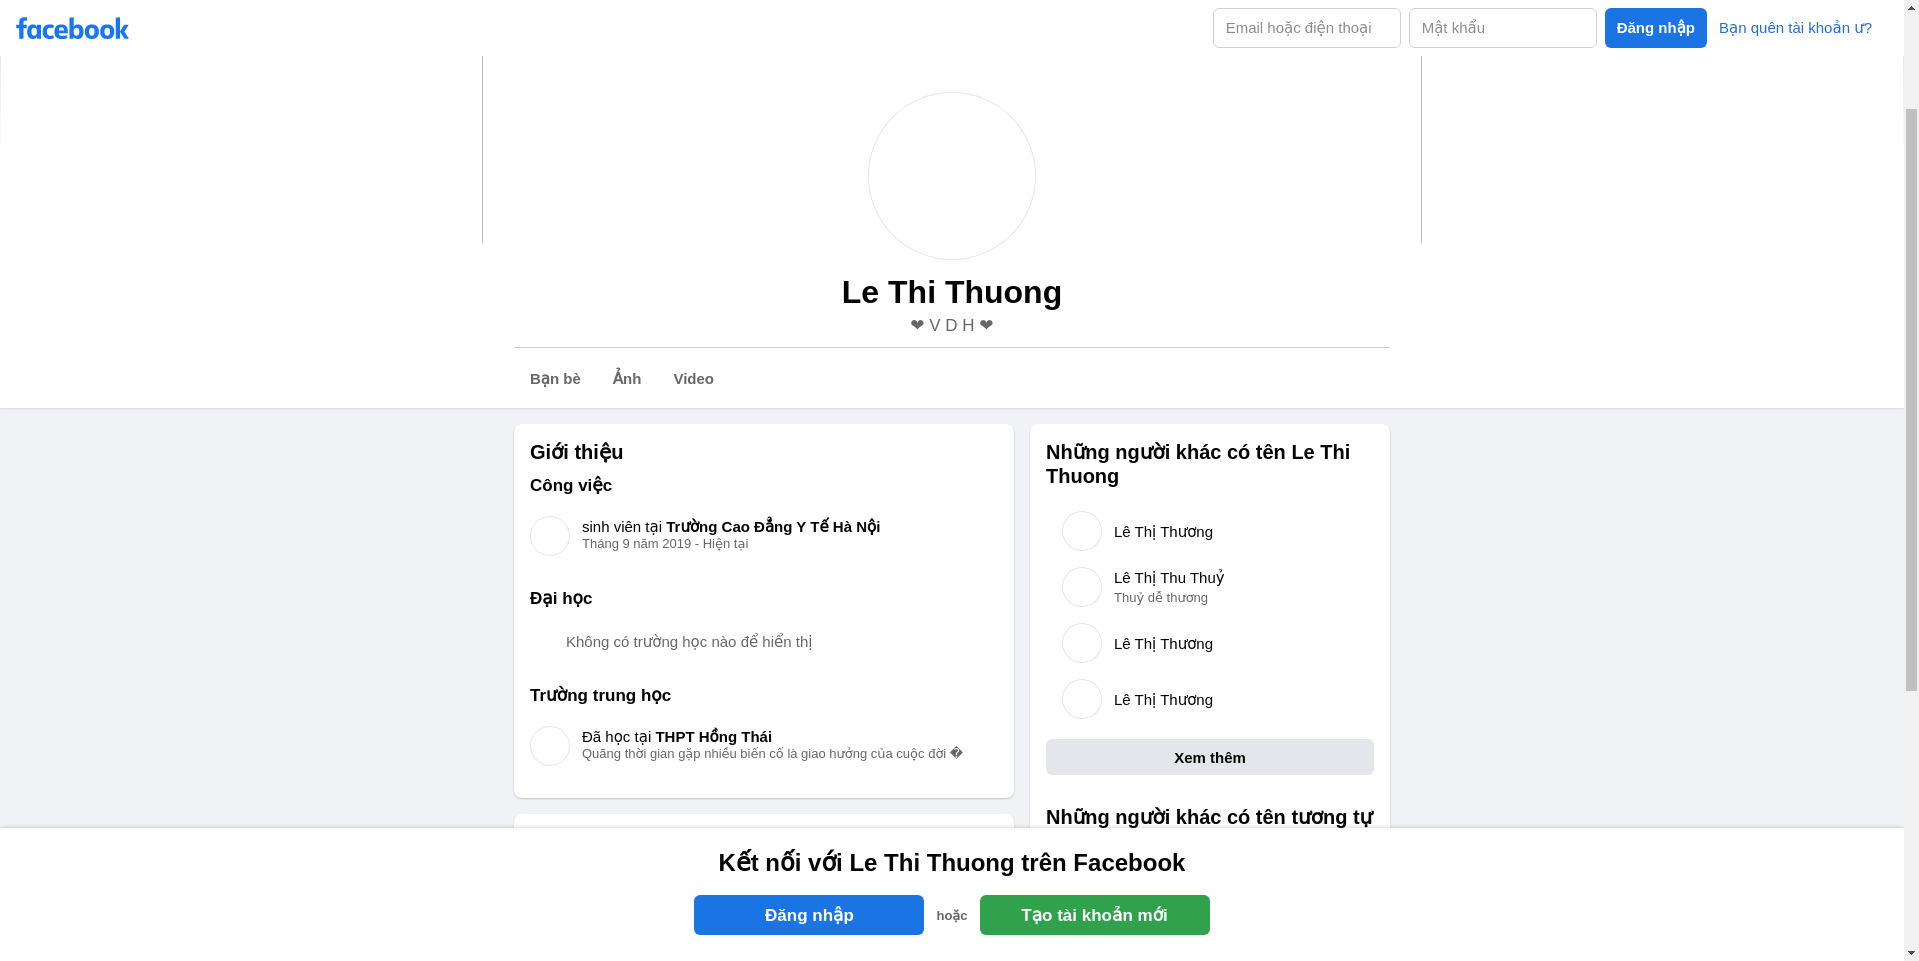 facebook
Email hoặc điện thoại
Mật khẩu
Đăng nhập
Bạn quên tài khoản ư?
Le Thi Thuong
❤ V D H ❤
Bạn bè
Ảnh
Video
Giới thiệu
Công việc
sinh viên tại Trường Cao Đẳng Y Tế Hà Nội
Tháng 9 năm 2019 - Hiện tại
Đại học
Không có trường học nào để hiển thị
Trường trung học
Đã học tại THPT Hồng Thái
Quãng thời gian gặp nhiều biến cố là giao hưởng của cuộc đời �
Những người khác có tên Le Thi
Thuong
Lê Thị Thương
Lê Thị Thu Thuỷ
Thuỷ dễ thương
Lê Thị Thương
Lê Thị Thương
Xem thêm
Những người khác có tên tương tự
Kết nối với Le Thi Thuong trên Facebook
Đăng nhập
hoặc
Tạo tài khoản mới